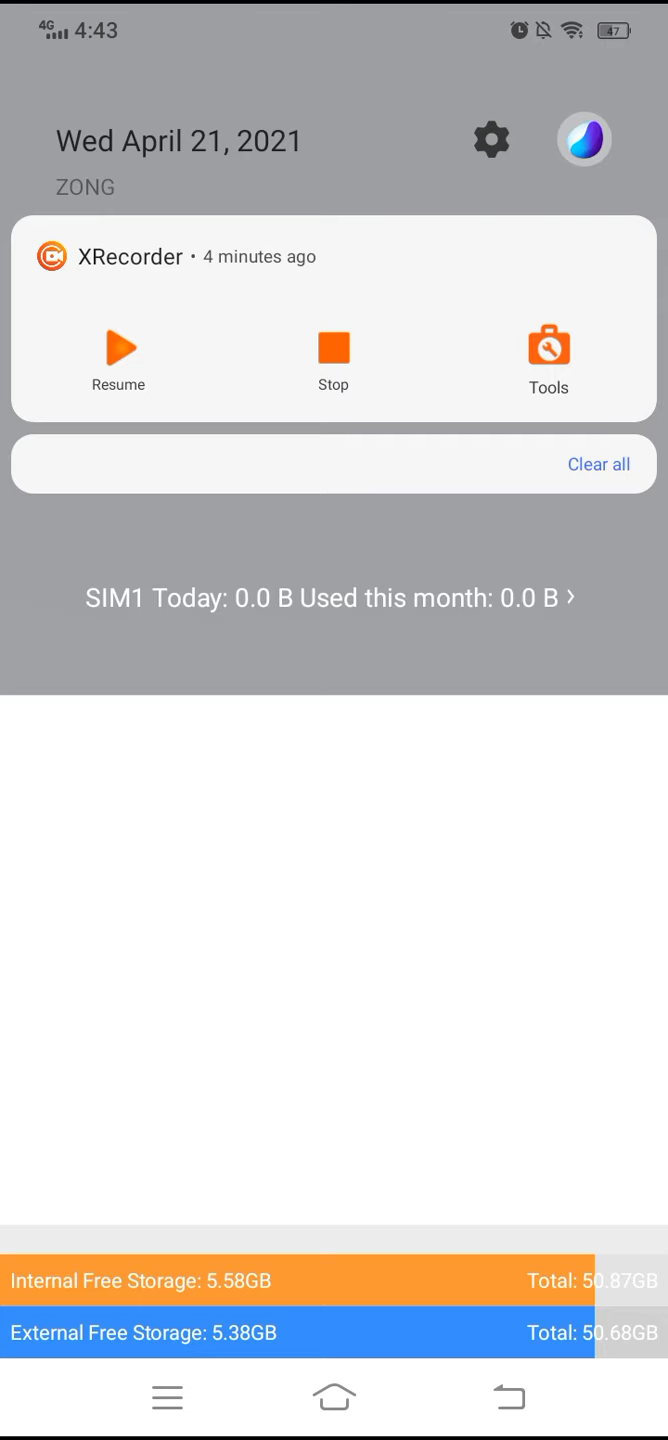 4G 4:43 47
Wed April 21, 2021
ZONG
XRecorder • 4 minutes ago
Resume Stop Tools
Clear all
SIM1 Today: 0.0 B Used this month: 0.0 B ›
Internal Free Storage: 5.58GB Total: 50.87GB
External Free Storage: 5.38GB Total: 50.68GB